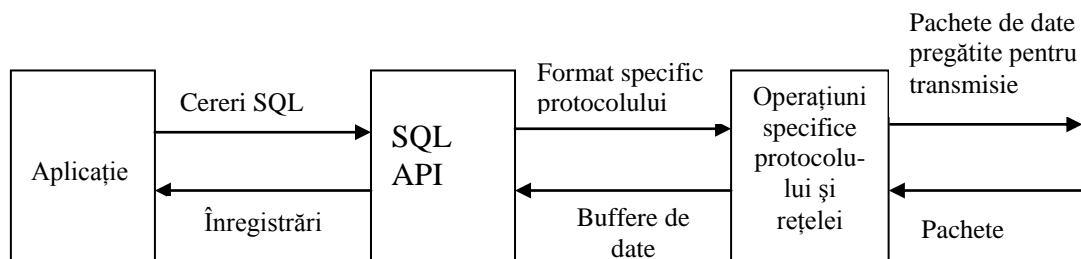 Pachete de date
pregătite pentru
transmisie
Format specific
protocolului
Cereri SQL
Operațiuni
specifice
protocolu-
lui și
rețelei
SQL
API
Aplicație
Înregistrări
Buffere de
date
Pachete